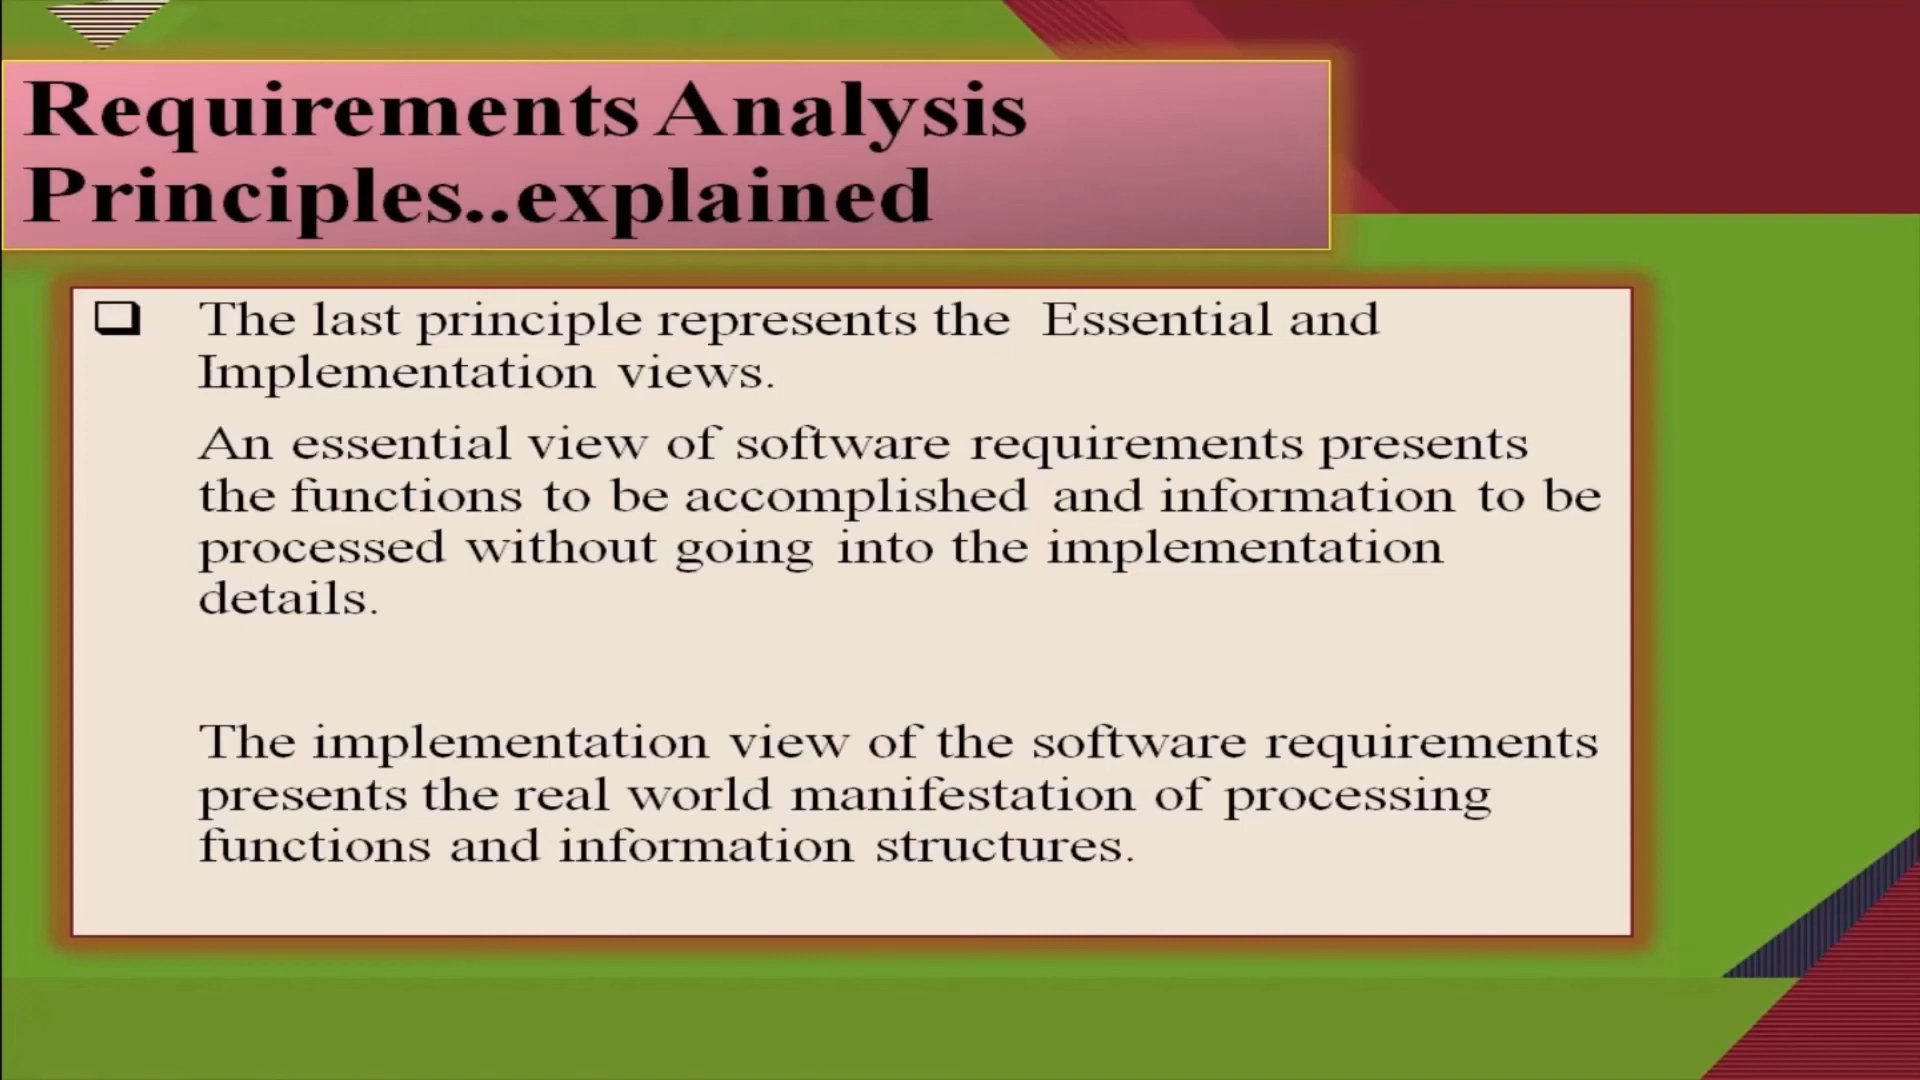 Requirements Analysis
Principles..explained
The last principle represents the Essential and
Implementation views.
An essential view of software requirements presents
the functions to be accomplished and information to be
processed without going into the implementation
details.
The implementation view of the software requirements
presents the real world manifestation of processing
functions and information structures.